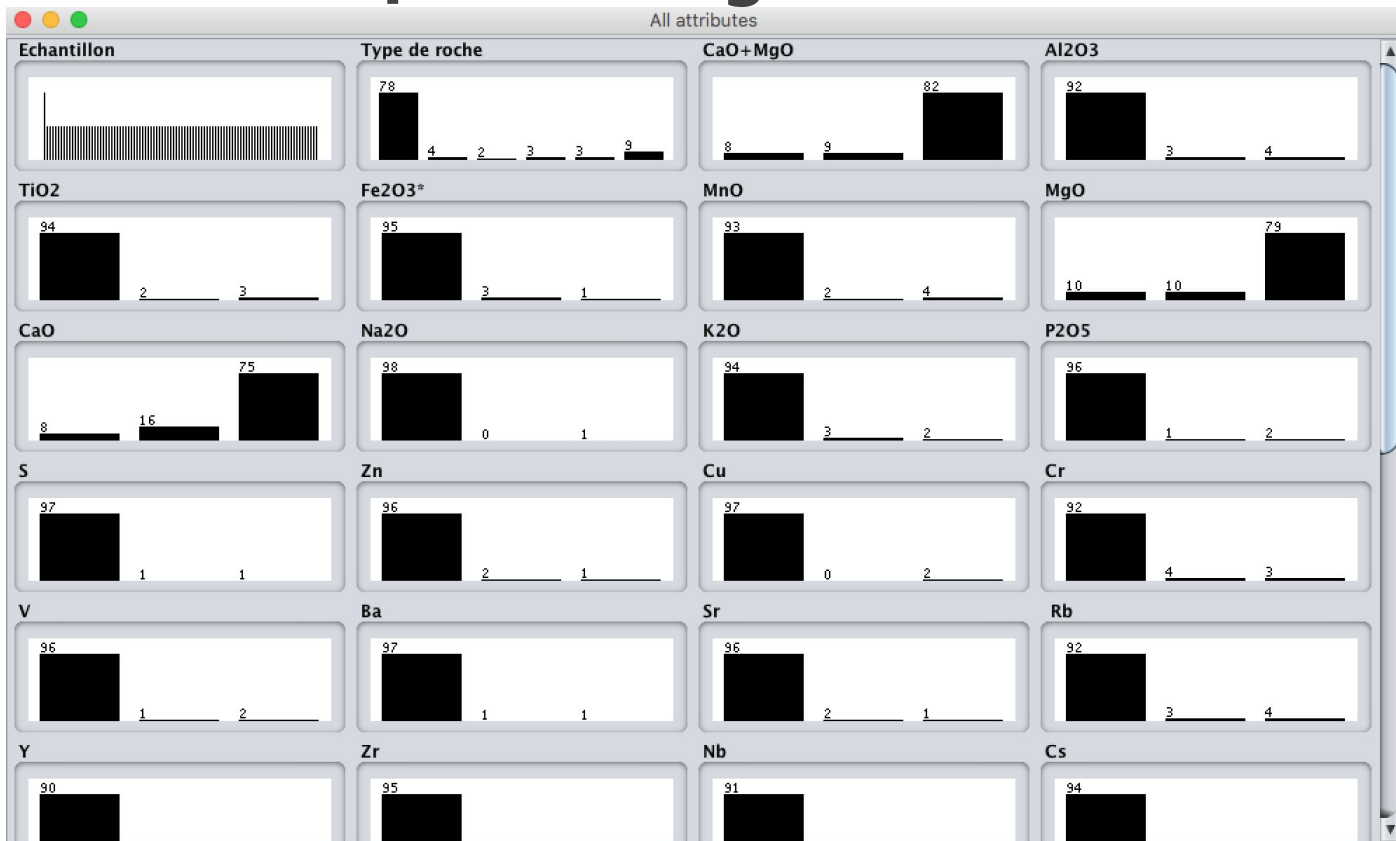 All attributes
Echantillon Type de roche CaO+MgO Al2O3
78 4 2 3 3 9 8 9 82 92 3 4
TiO2 Fe2O3* MnO MgO
94 2 3 95 3 1 93 2 4 10 10 79
CaO Na2O K2O P2O5
8 16 75 98 0 1 94 3 2 96 1 2
S Zn Cu Cr
97 1 1 96 2 1 97 0 2 92 4 3
V Ba Sr Rb
96 1 2 97 1 1 96 2 1 92 3 4
Y Zr Nb Cs
90 95 91 94